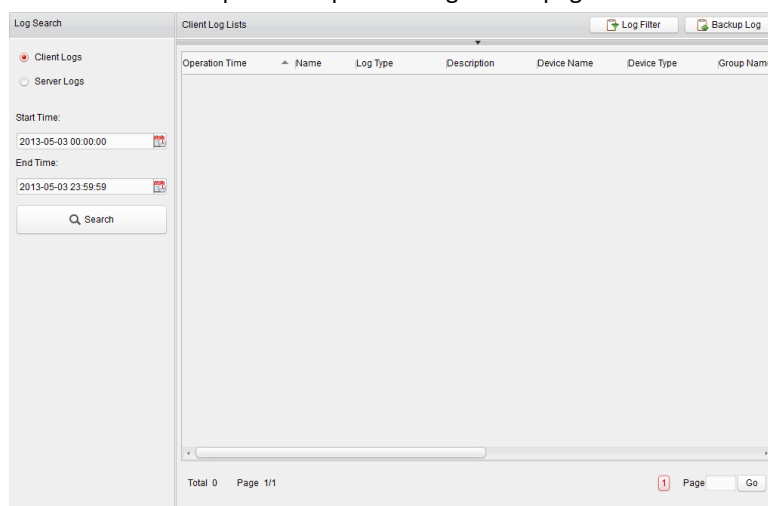 Log Search
Client Logs
Server Logs
Start Time:
2013-05-03 00:00:00
End Time:
2013-05-03 23:59:59
Search
Client Log Lists
Log Filter
Backup Log
Operation Time Name Log Type Description Device Name Device Type Group Name
Total 0 Page 1/1
1 Page Go